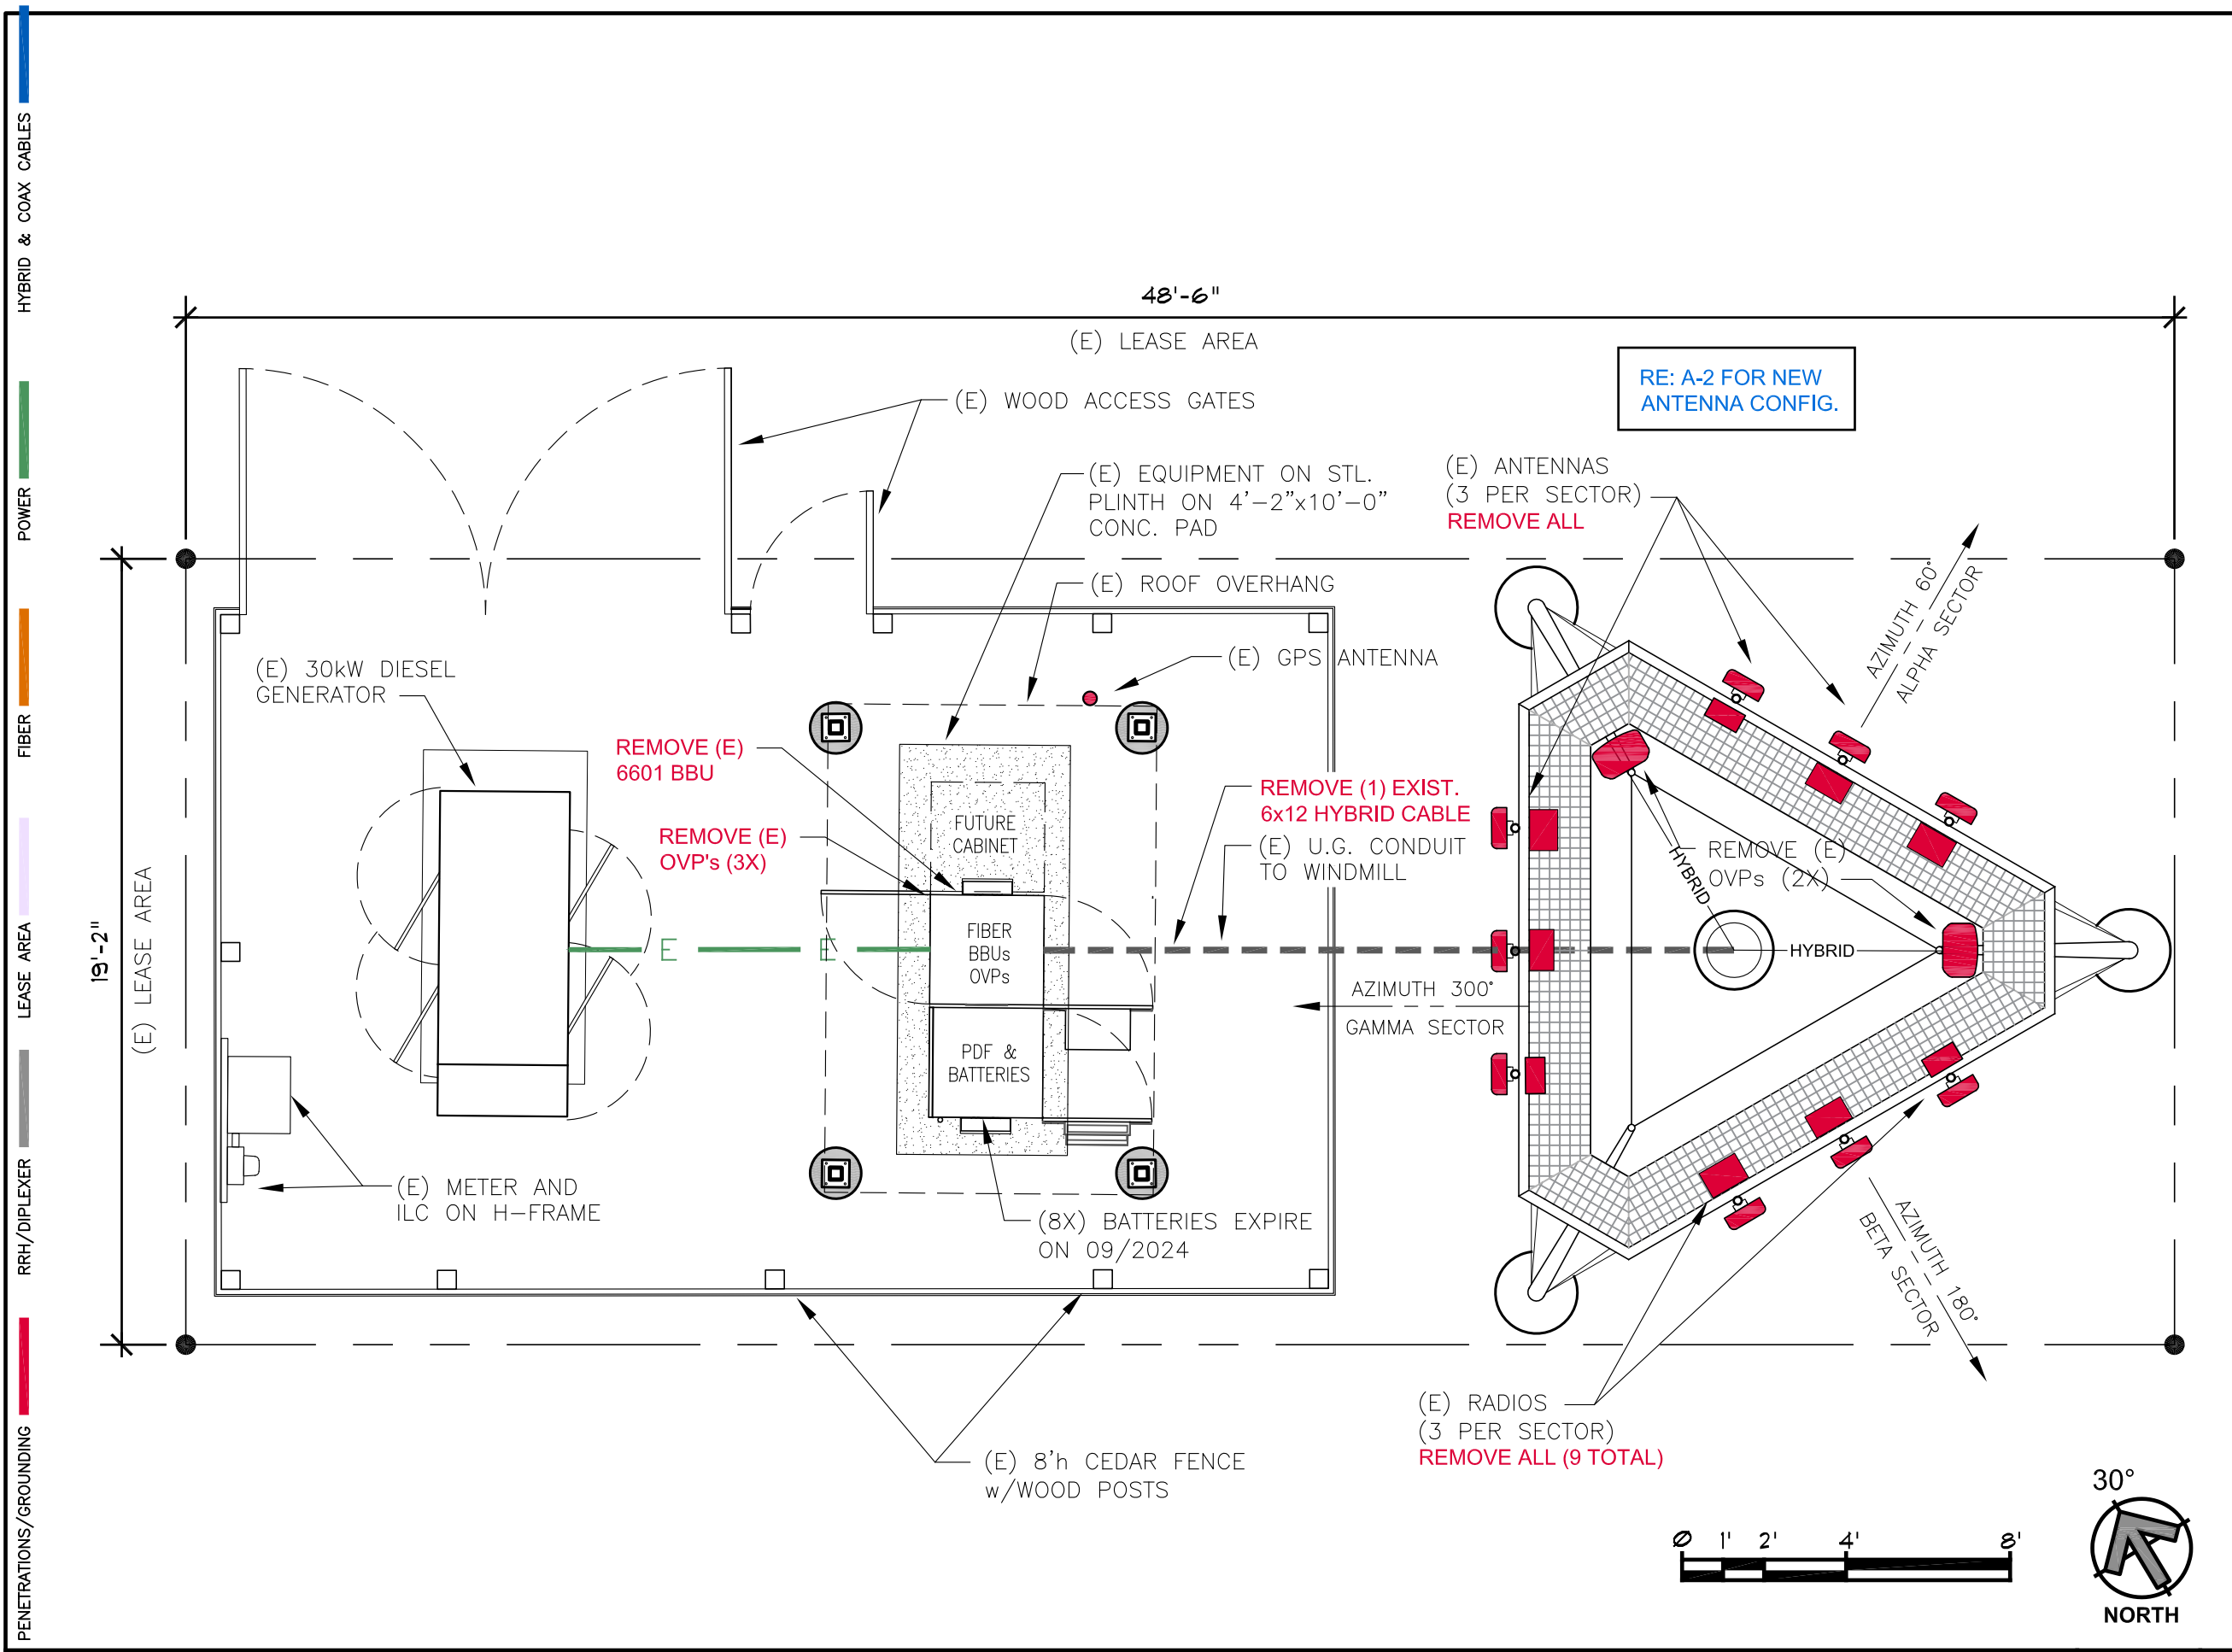 HYBRID & COAX CABLES
POWER
FIBER
LEASE AREA
RRH/DIPLEXER
PENETRATIONS/GROUNDING
48'-6"
(E) LEASE AREA
RE: A-2 FOR NEW
ANTENNA CONFIG.
(E) WOOD ACCESS GATES
(E) EQUIPMENT ON STL.
PLINTH ON 4'-2"x10'-0"
CONC. PAD
(E) ANTENNAS
(3 PER SECTOR)
REMOVE ALL
(E) ROOF OVERHANG
AZIMUTH 60°
ALPHA SECTOR
(E) GPS ANTENNA
(E) 30kW DIESEL
GENERATOR
REMOVE (E)
6601 BBU
REMOVE (E)
OVP's (3X)
FUTURE
CABINET
REMOVE (1) EXIST.
6x12 HYBRID CABLE
(E) U.G. CONDUIT
TO WINDMILL
HYBRID
REMOVE (E)
OVPs (2X)
19'-2"
(E) LEASE AREA
E
E
FIBER
BBUs
OVPs
HYBRID
AZIMUTH 300°
GAMMA SECTOR
PDF &
BATTERIES
(E) METER AND
ILC ON H-FRAME
(8X) BATTERIES EXPIRE
ON 09/2024
AZIMUTH 180°
BETA SECTOR
(E) RADIOS
(3 PER SECTOR)
REMOVE ALL (9 TOTAL)
(E) 8'h CEDAR FENCE
w/WOOD POSTS
0 1' 2' 4' 8'
30°
NORTH